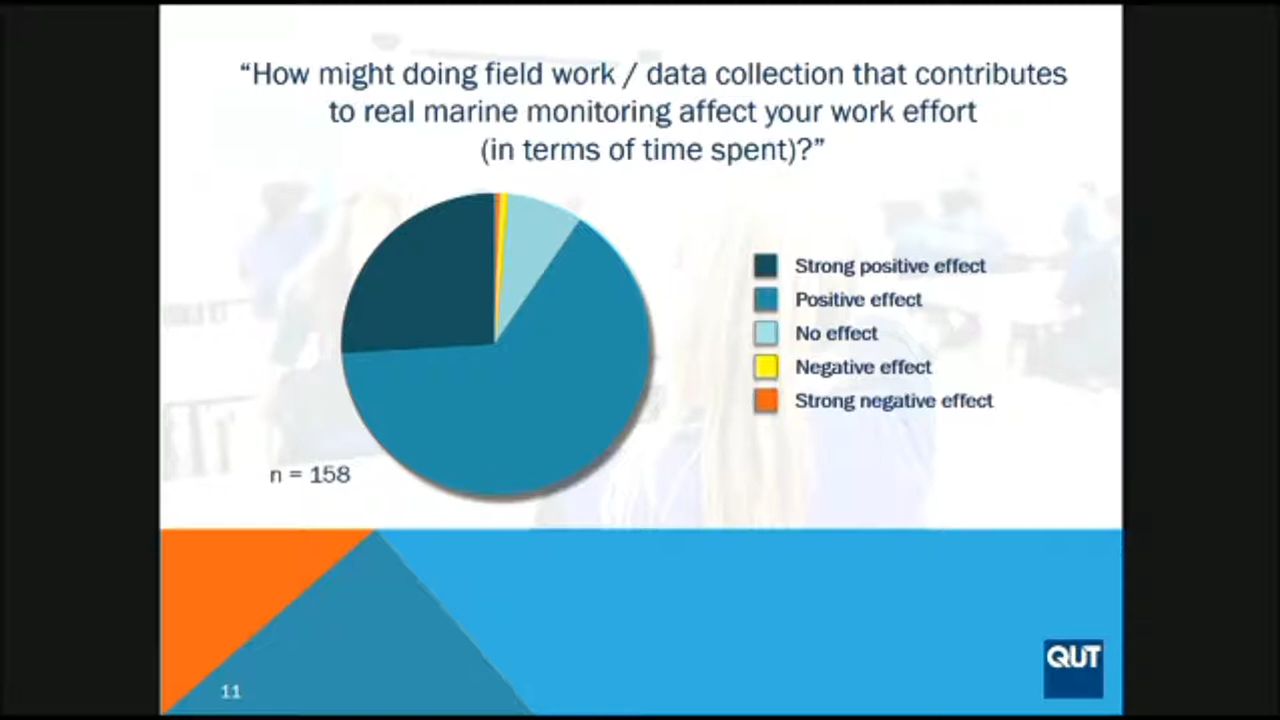 “How might doing field work / data collection that contributes
to real marine monitoring affect your work effort
(in terms of time spent)?”
Strong positive effect
Positive effect
No effect
Negative effect
Strong negative effect
n = 158
11
QUT